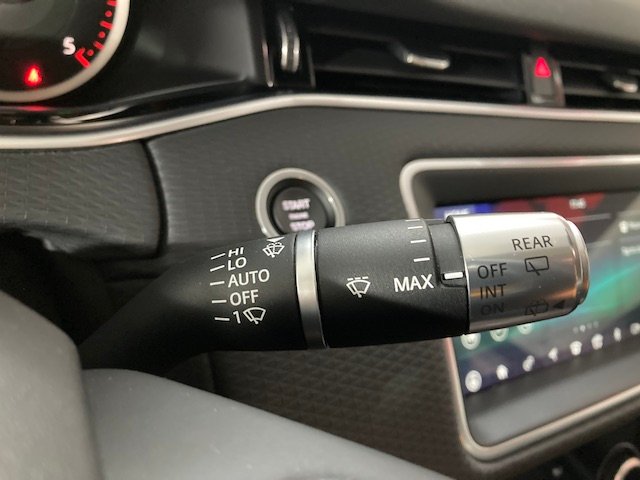 S
START
STOP
HI
LO
AUTO
OFF
1
MAX
REAR
OFF
INT
ON